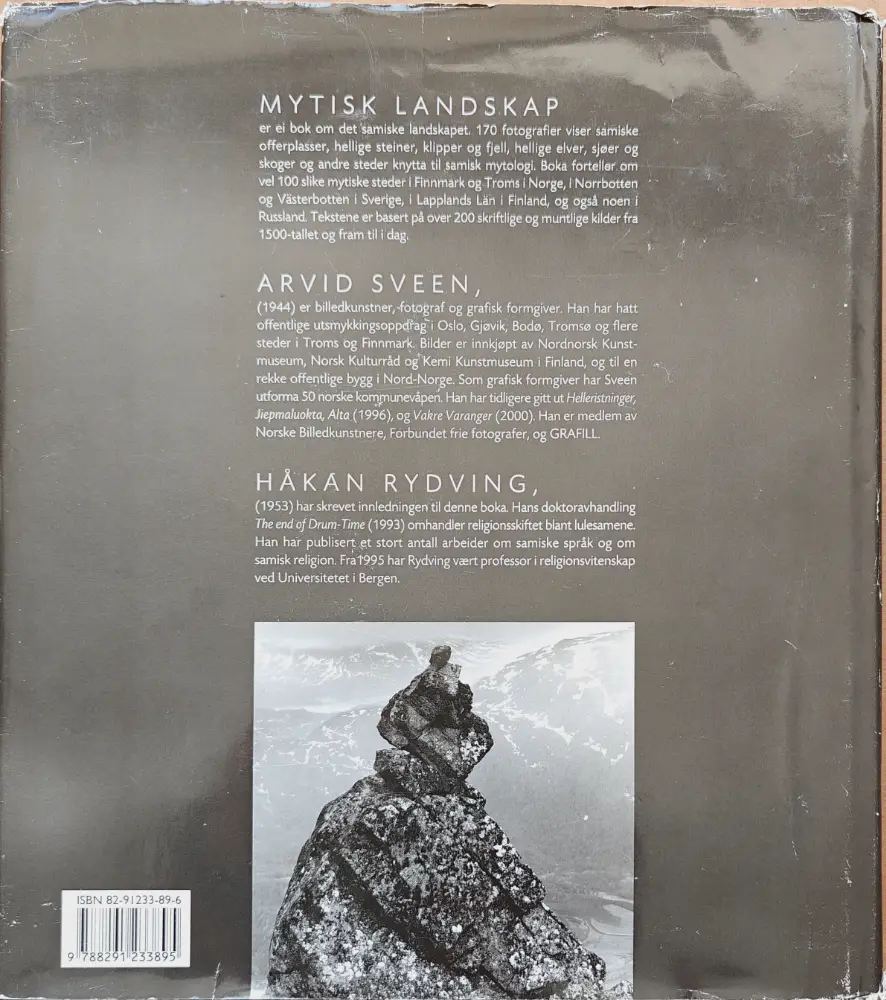 MYTISK LANDSKAP
er ei bok om det samiske landskapet. 170 fotografier viser samiske
offerplasser, hellige steiner, klipper og fjell, hellige elver, sjøer og
skoger og andre steder knytta til samisk mytologi. Boka forteller om
vel 100 slike mytiske steder i Finnmark og Troms i Norge, i Norrbotten
og Västerbotten i Sverige, i Lapplands Län i Finland, og også noen i
Russland. Tekstene er basert på over 200 skriftlige og muntlige kilder fra
1500-tallet og fram til i dag.
ARVID SVEEN,
(1944) er billedkunstner, fotograf og grafisk formgiver. Han har hatt
offentlige utsmykkingsoppdrag i Oslo, Gjøvik, Bodø, Tromsø og flere
steder i Troms og Finnmark. Bilder er innkjøpt av Nordnorsk Kunst-
museum, Norsk Kulturråd og Kemi Kunstmuseum i Finland, og til en
rekke offentlige bygg i Nord-Norge. Som grafisk formgiver har Sveen
utforma 50 norske kommunevåpen. Han har tidligere gitt ut Helleristninger,
Jiepmaluokta, Alta (1996), og Vakre Varanger (2000). Han er medlem av
Norske Billedkunstnere, Forbundet frie fotografer, og GRAFILL.
HÅKAN RYDVING,
(1953) har skrevet innledningen til denne boka. Hans doktoravhandling
The end of Drum-Time (1993) omhandler religionsskiftet blant lulesamene.
Han har publisert et stort antall arbeider om samiske språk og om
samisk religion. Fra 1995 har Rydving vært professor i religionsvitenskap
ved Universitetet i Bergen.
ISBN 82-91233-89-6
9 788291 233895